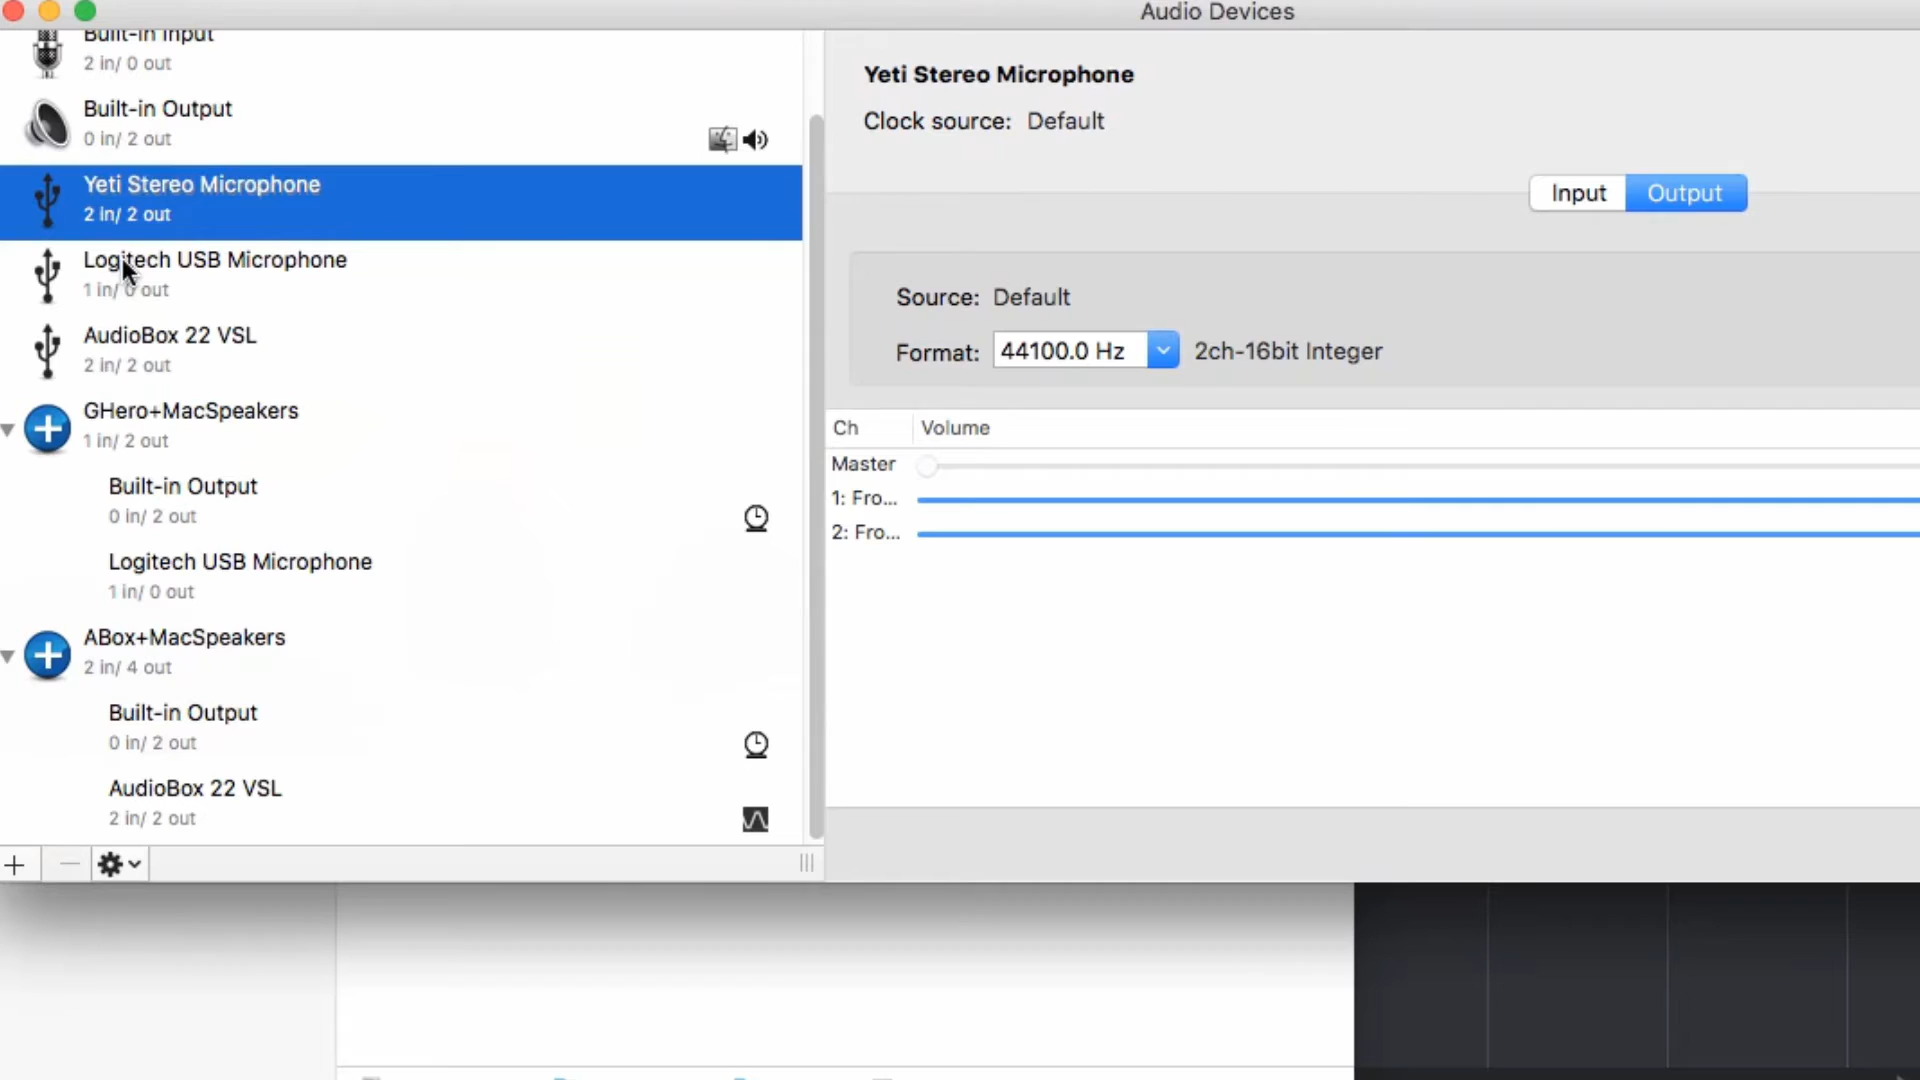 Audio Devices
Built-in Input
2 in/ 0 out
Built-in Output
0 in/ 2 out
Yeti Stereo Microphone
2 in/ 2 out
Logitech USB Microphone
1 in/ 0 out
AudioBox 22 VSL
2 in/ 2 out
GHero+MacSpeakers
1 in/ 2 out
Built-in Output
0 in/ 2 out
Logitech USB Microphone
1 in/ 0 out
ABox+MacSpeakers
2 in/ 4 out
Built-in Output
0 in/ 2 out
AudioBox 22 VSL
2 in/ 2 out
Yeti Stereo Microphone
Clock source: Default
Input Output
Source: Default
Format: 44100.0 Hz 2ch-16bit Integer
Ch Volume
Master
1: Fro...
2: Fro...